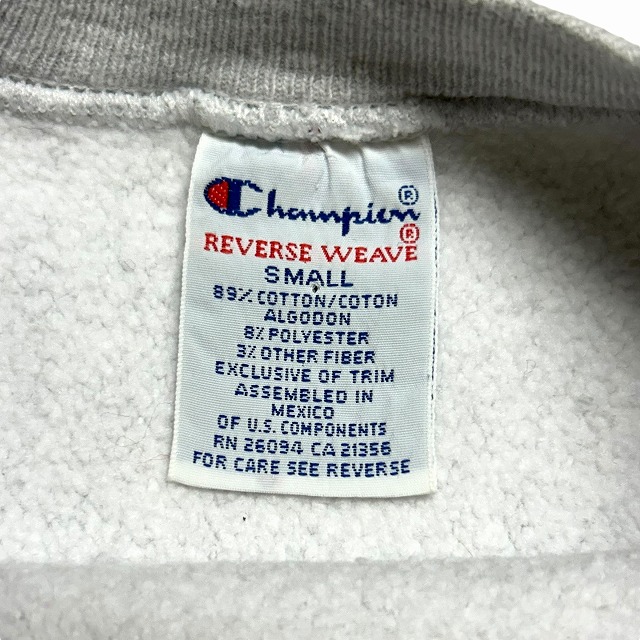 Champion®
REVERSE WEAVE®
SMALL
89% COTTON/COTON
ALGODON
8% POLYESTER
3% OTHER FIBER
EXCLUSIVE OF TRIM
ASSEMBLED IN
MEXICO
OF U.S. COMPONENTS
RN 26094 CA 21356
FOR CARE SEE REVERSE